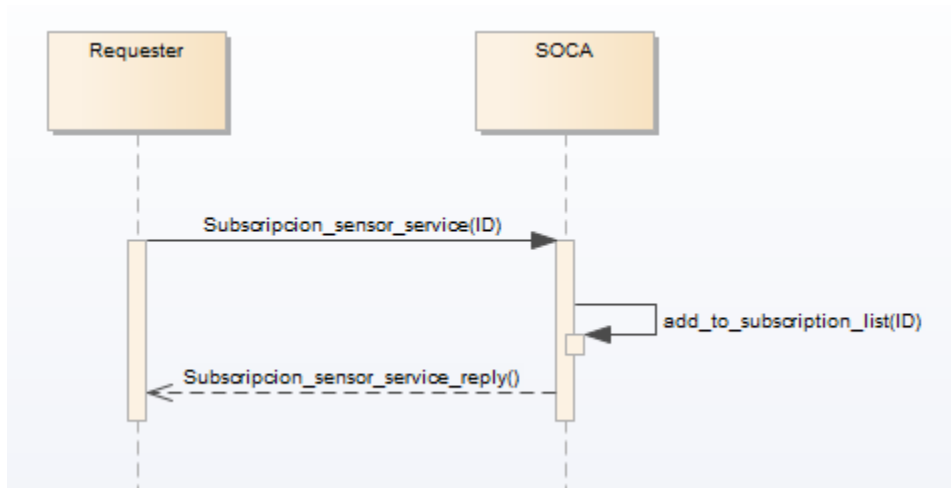 Requester
SOCA
Subscripcion_sensor_service(ID)
add_to_subscription_list(ID)
Subscripcion_sensor_service_reply()